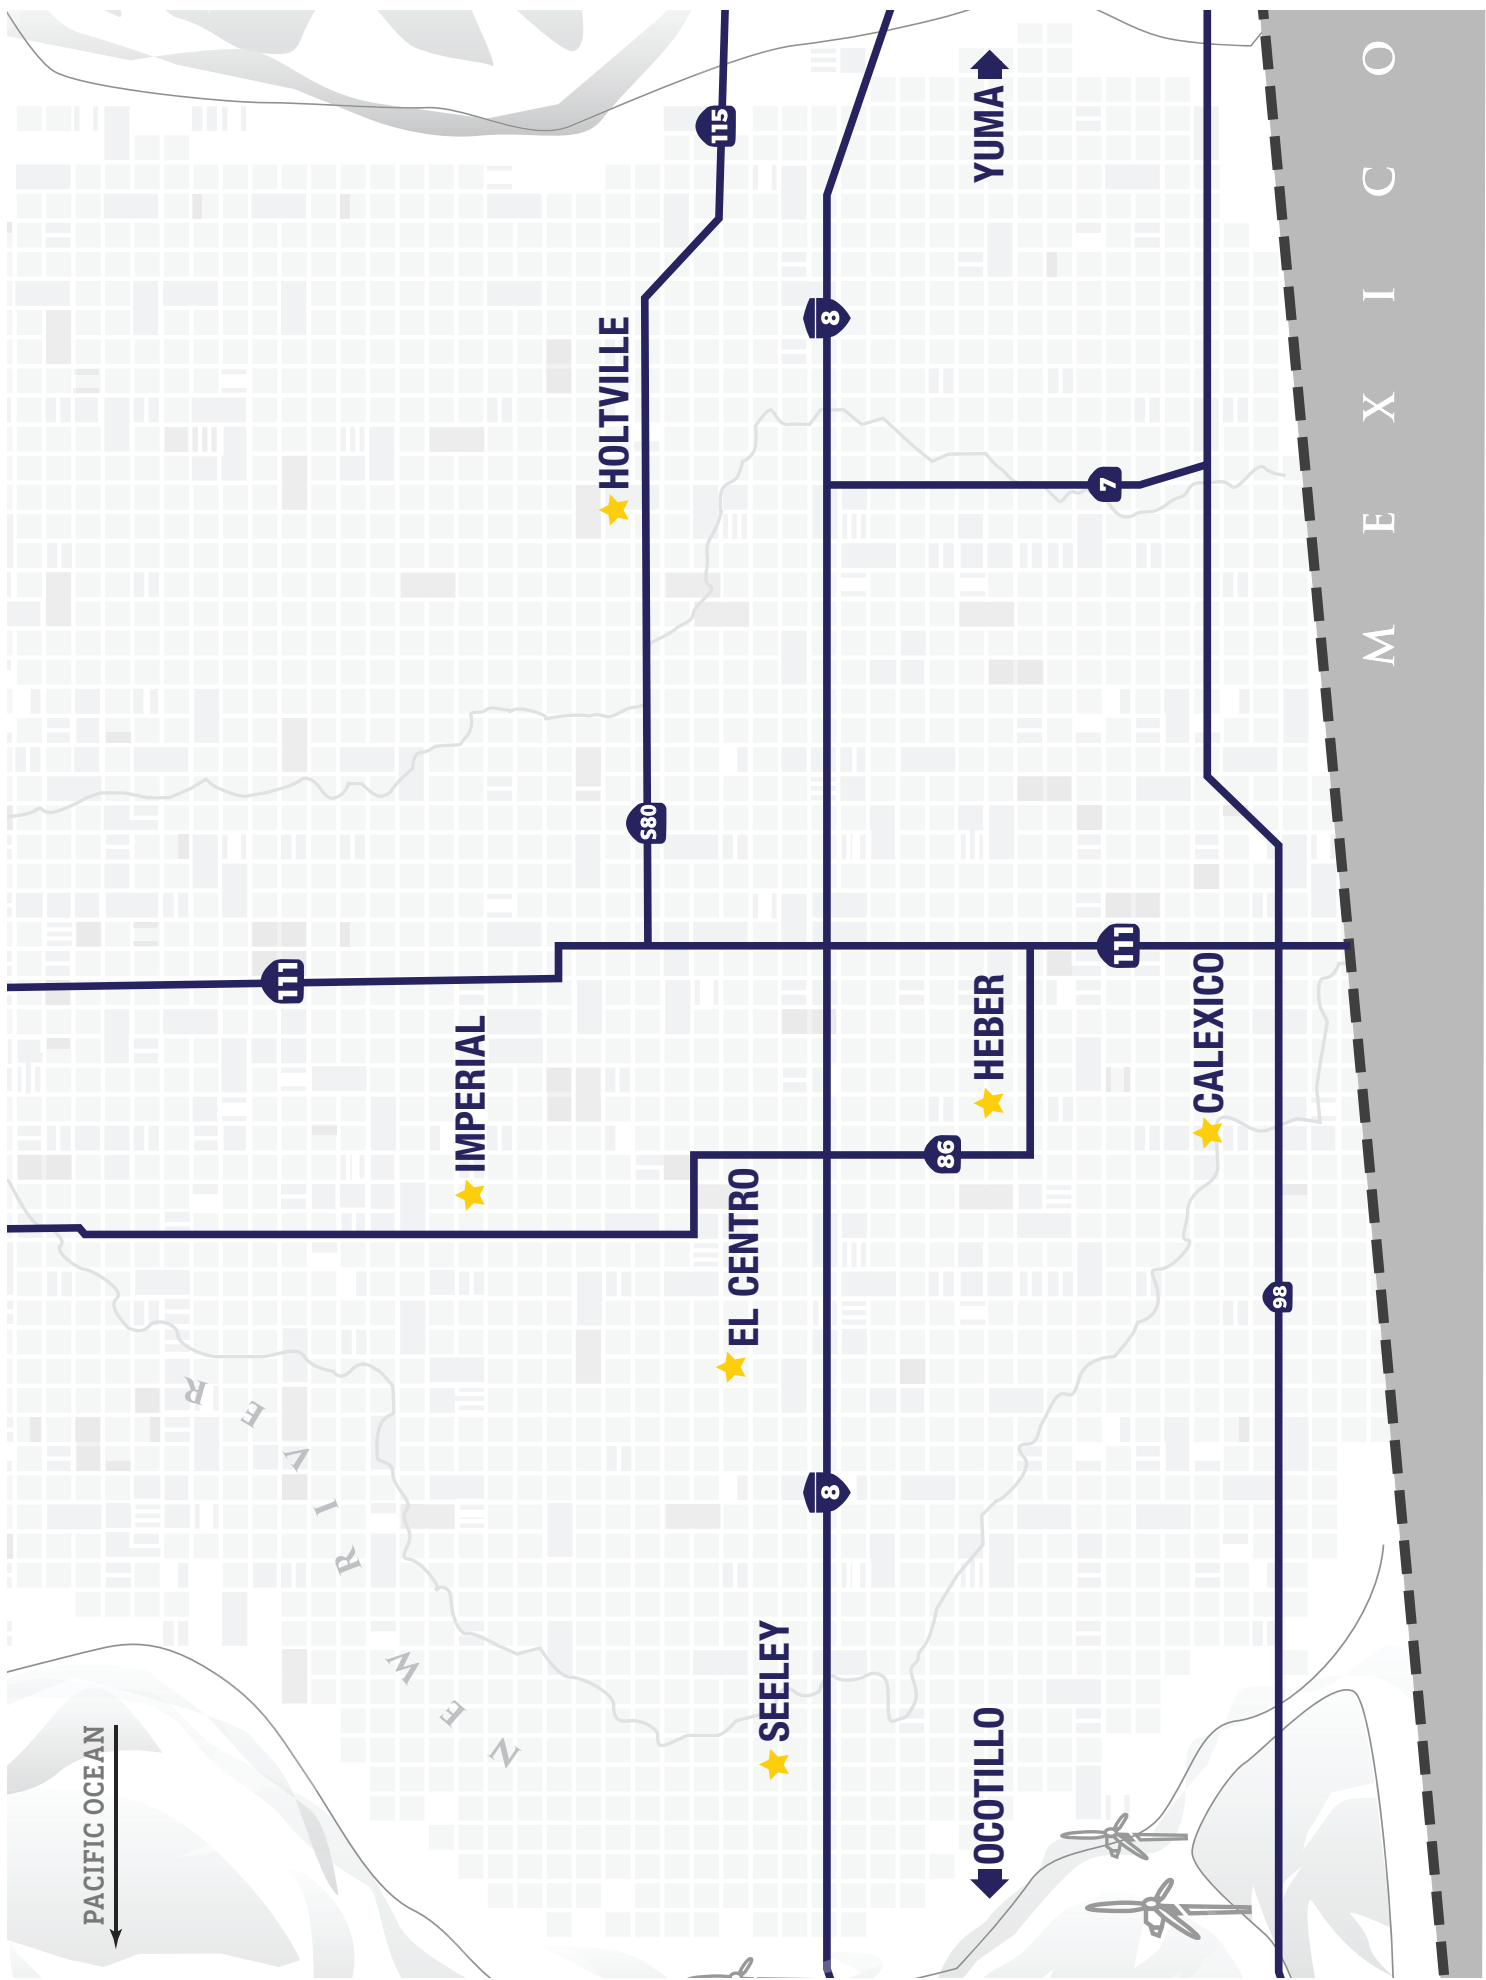 PACIFIC OCEAN
NEW RIVER
111
IMPERIAL
HOLTVILLE
S80
115
EL CENTRO
SEELEY
8
8
86
OCOTILLO
HEBER
YUMA
7
111
CALEXICO
98
MEXICO